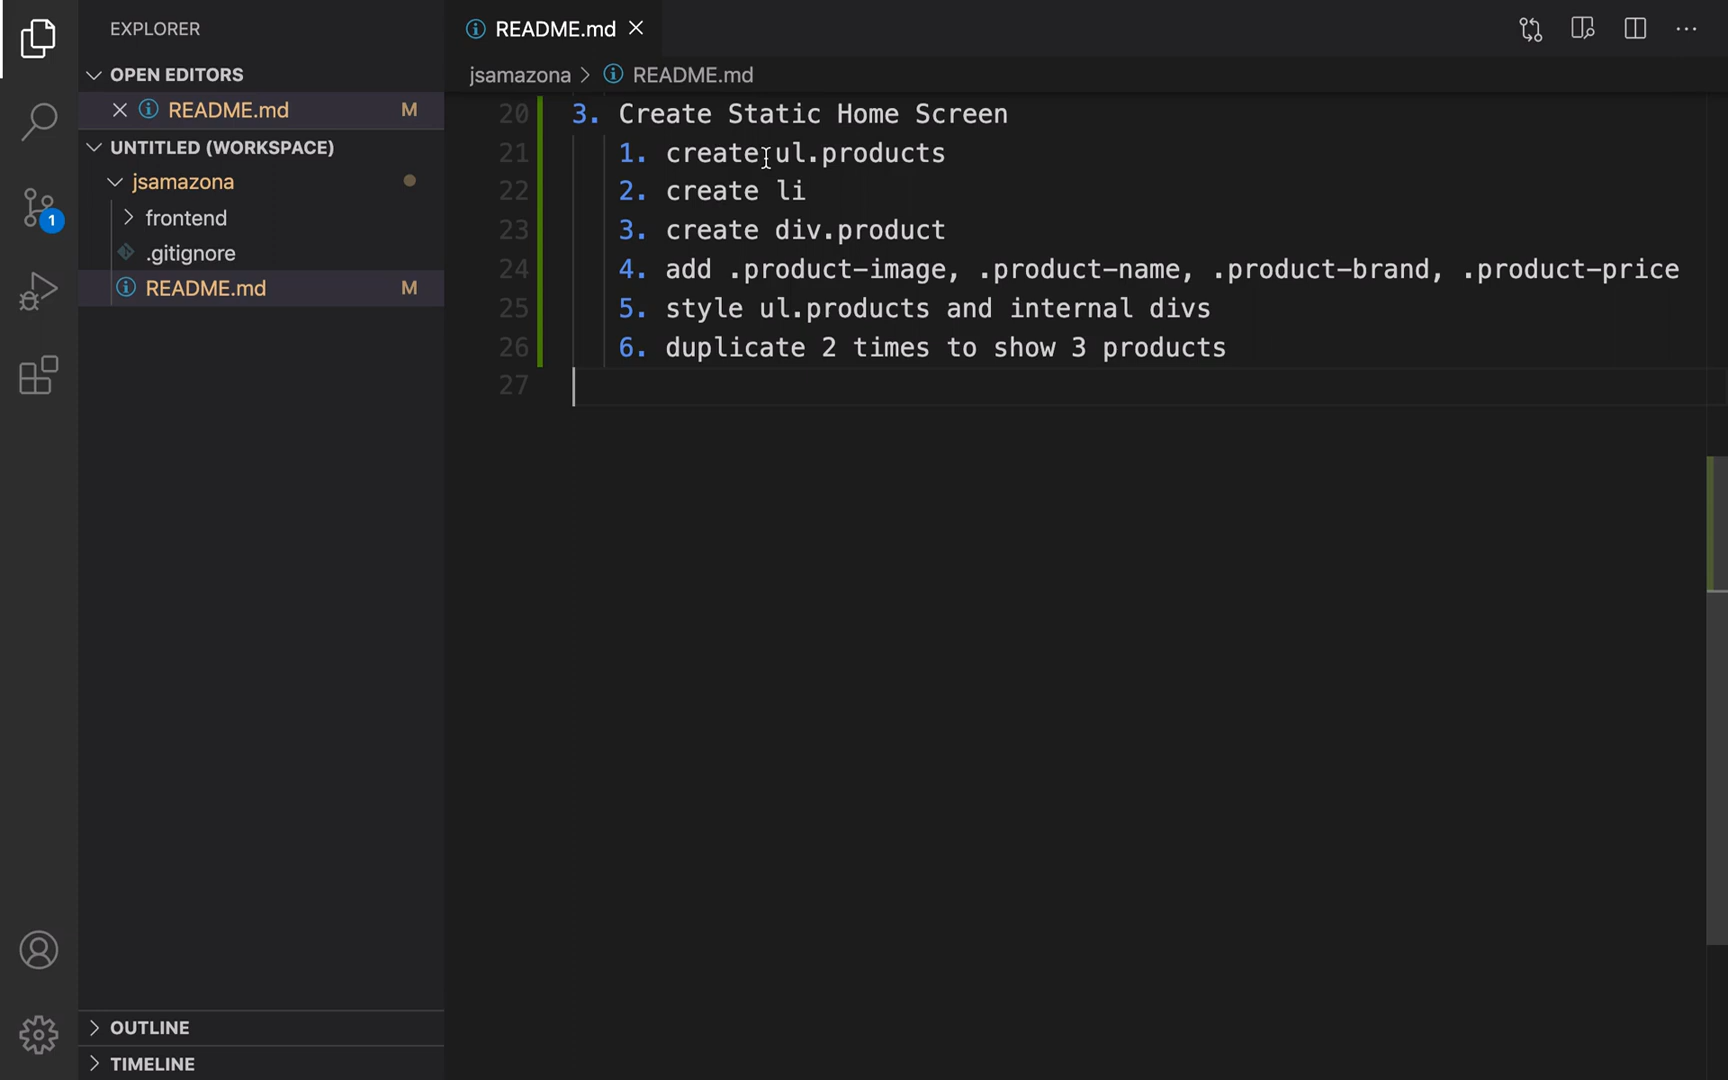 EXPLORER
OPEN EDITORS
README.md M
UNTITLED (WORKSPACE)
jsamazona
frontend
.gitignore
README.md M
1
OUTLINE
TIMELINE
README.md
jsamazona > README.md
20 3. Create Static Home Screen
21 1. create ul.products
22 2. create li
23 3. create div.product
24 4. add .product-image, .product-name, .product-brand, .product-price
25 5. style ul.products and internal divs
26 6. duplicate 2 times to show 3 products
27